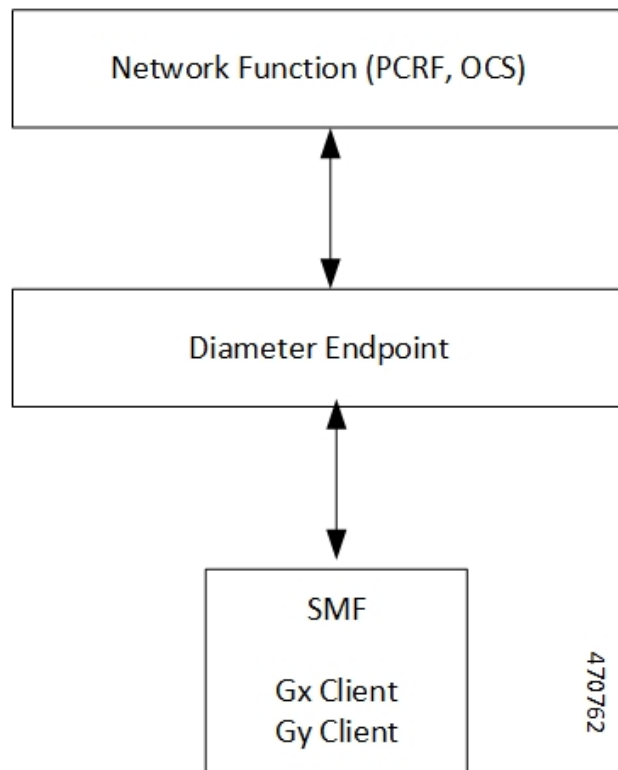 Network Function (PCRF, OCS)
Diameter Endpoint
SMF
Gx Client
Gy Client
470762